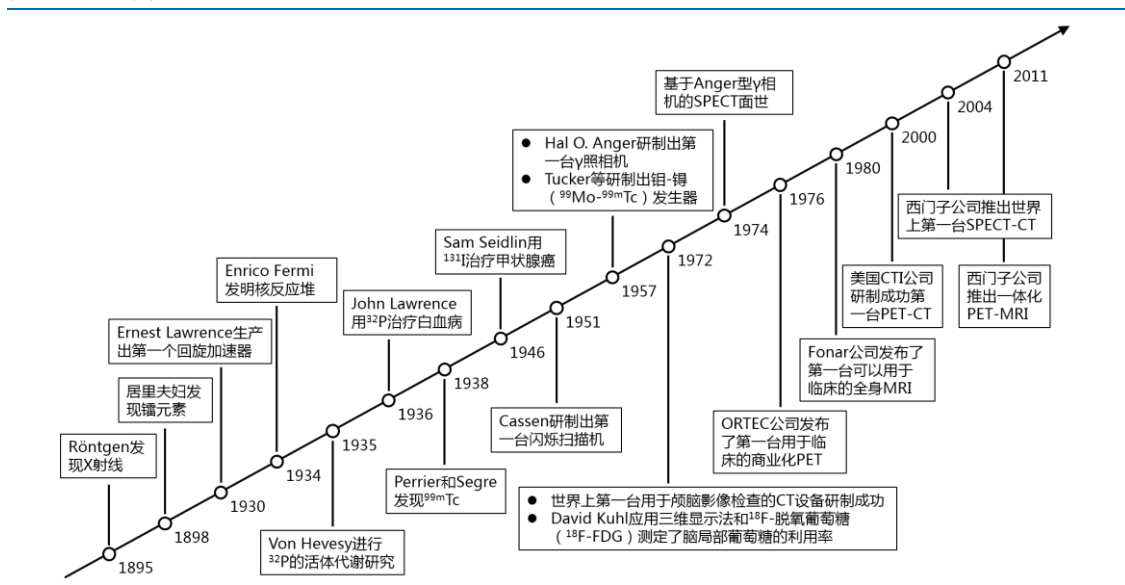 基于Anger型γ相
机的SPECT面世
2011
2004
● Hal O. Anger研制出第
一台γ照相机
● Tucker等研制出钼-锝
（⁹⁹Mo-⁹⁹ᵐTc）发生器
2000
1980
1976
西门子公司推出世界
上第一台SPECT-CT
Sam Seidlin用
¹³¹I治疗甲状腺癌
1974
1972
美国CTI公司
研制成功第
一台PET-CT
西门子公司
推出一体化
PET-MRI
Enrico Fermi
发明核反应堆
1957
John Lawrence
用³²P治疗白血病
1951
Ernest Lawrence生产
出第一个回旋加速器
1946
Fonar公司发布了
第一台可以用于
临床的全身MRI
1938
居里夫妇发
现镭元素
1936
Cassen研制出第
一台闪烁扫描机
ORTEC公司发布
了第一台用于临
床的商业化PET
Röntgen发
现X射线
1935
1934
Perrier和Segre
发现⁹⁹ᵐTc
1930
● 世界上第一台用于颅脑影像检查的CT设备研制成功
● David Kuhl应用三维显示法和¹⁸F-脱氧葡萄糖
（¹⁸F-FDG）测定了脑局部葡萄糖的利用率
1898
Von Hevesy进行
³²P的活体代谢研究
1895